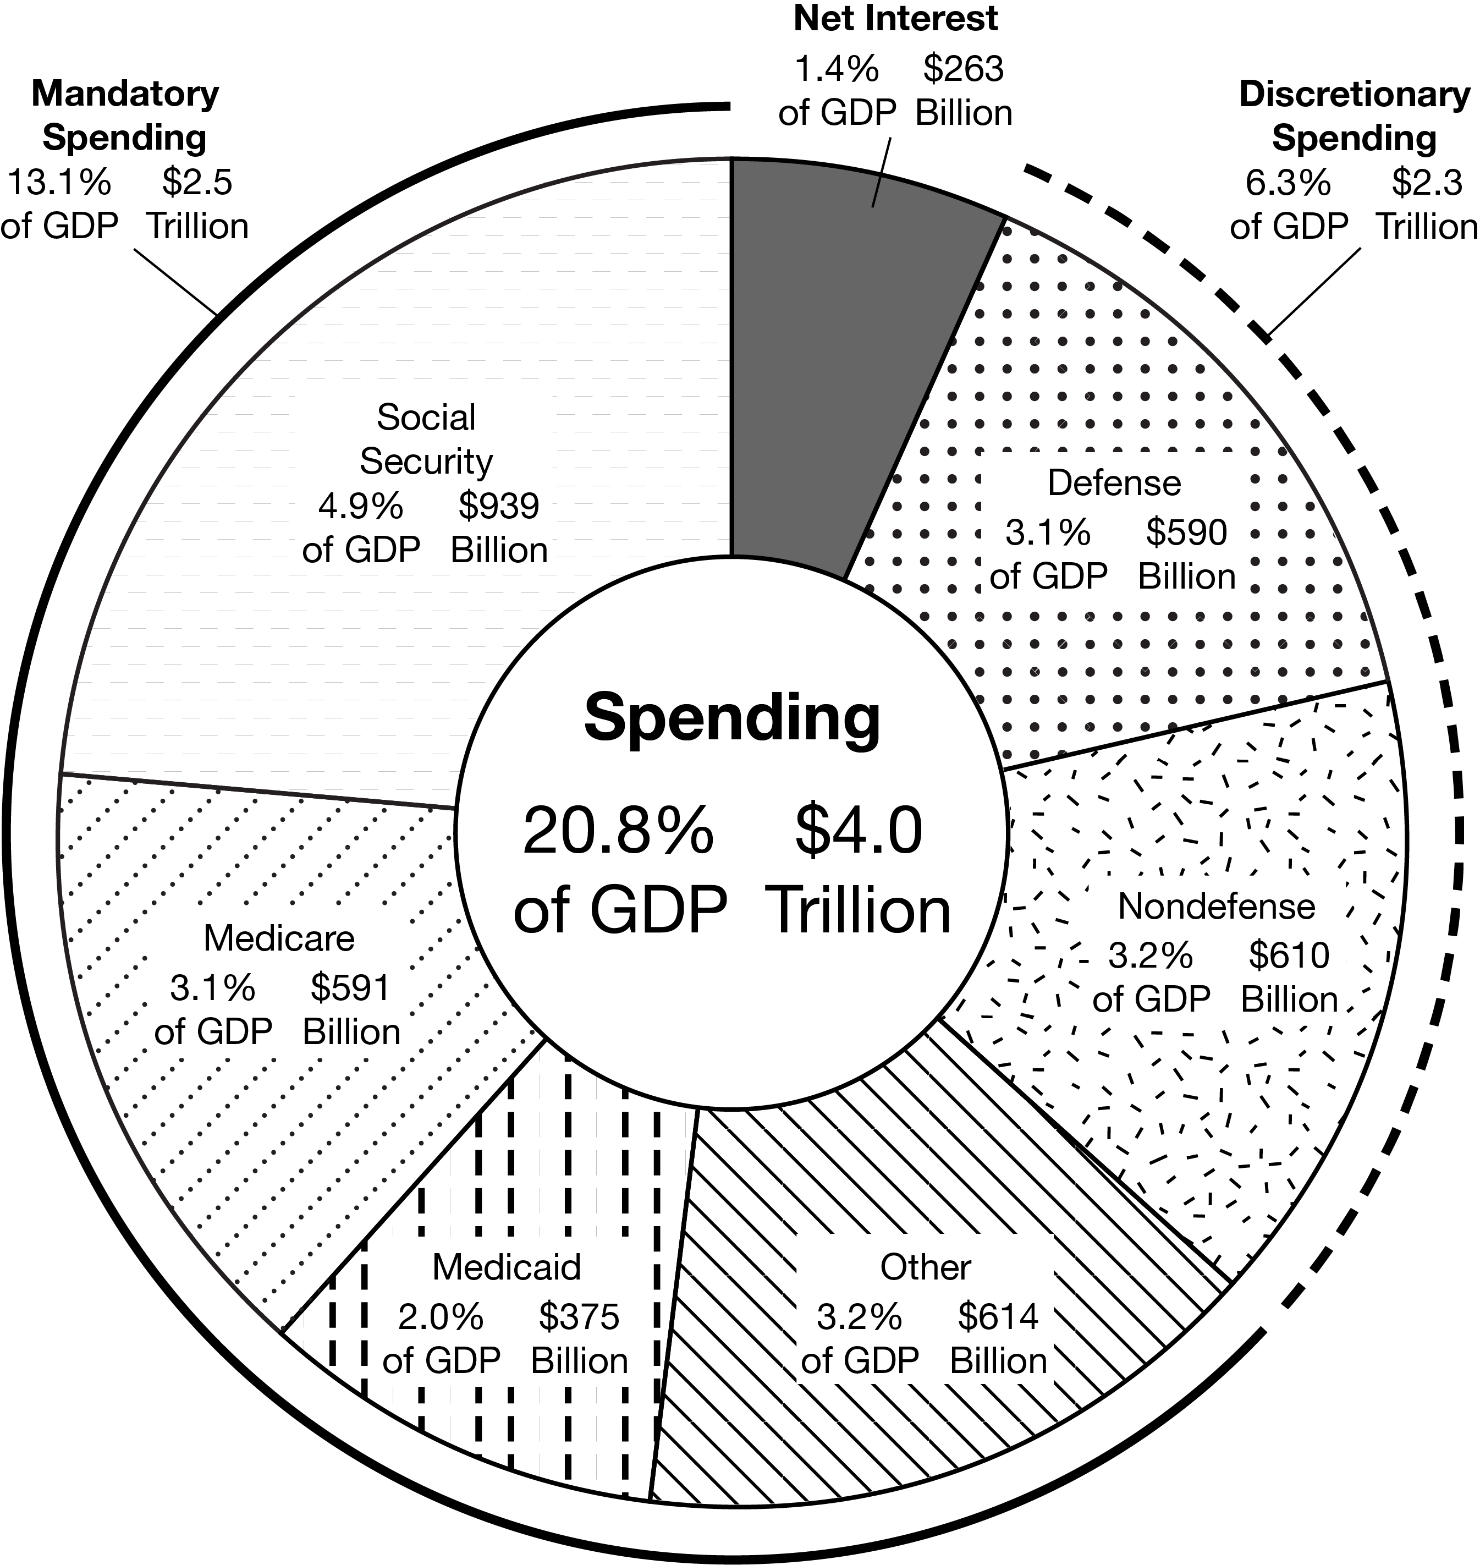 Net Interest
1.4% $263
of GDP Billion
Mandatory
Spending
13.1% $2.5
of GDP Trillion
Discretionary
Spending
6.3% $2.3
of GDP Trillion
Social
Security
4.9% $939
of GDP Billion
Defense
3.1% $590
of GDP Billion
Spending
20.8% $4.0
of GDP Trillion
Nondefense
3.2% $610
of GDP Billion
Medicare
3.1% $591
of GDP Billion
Medicaid
2.0% $375
of GDP Billion
Other
3.2% $614
of GDP Billion